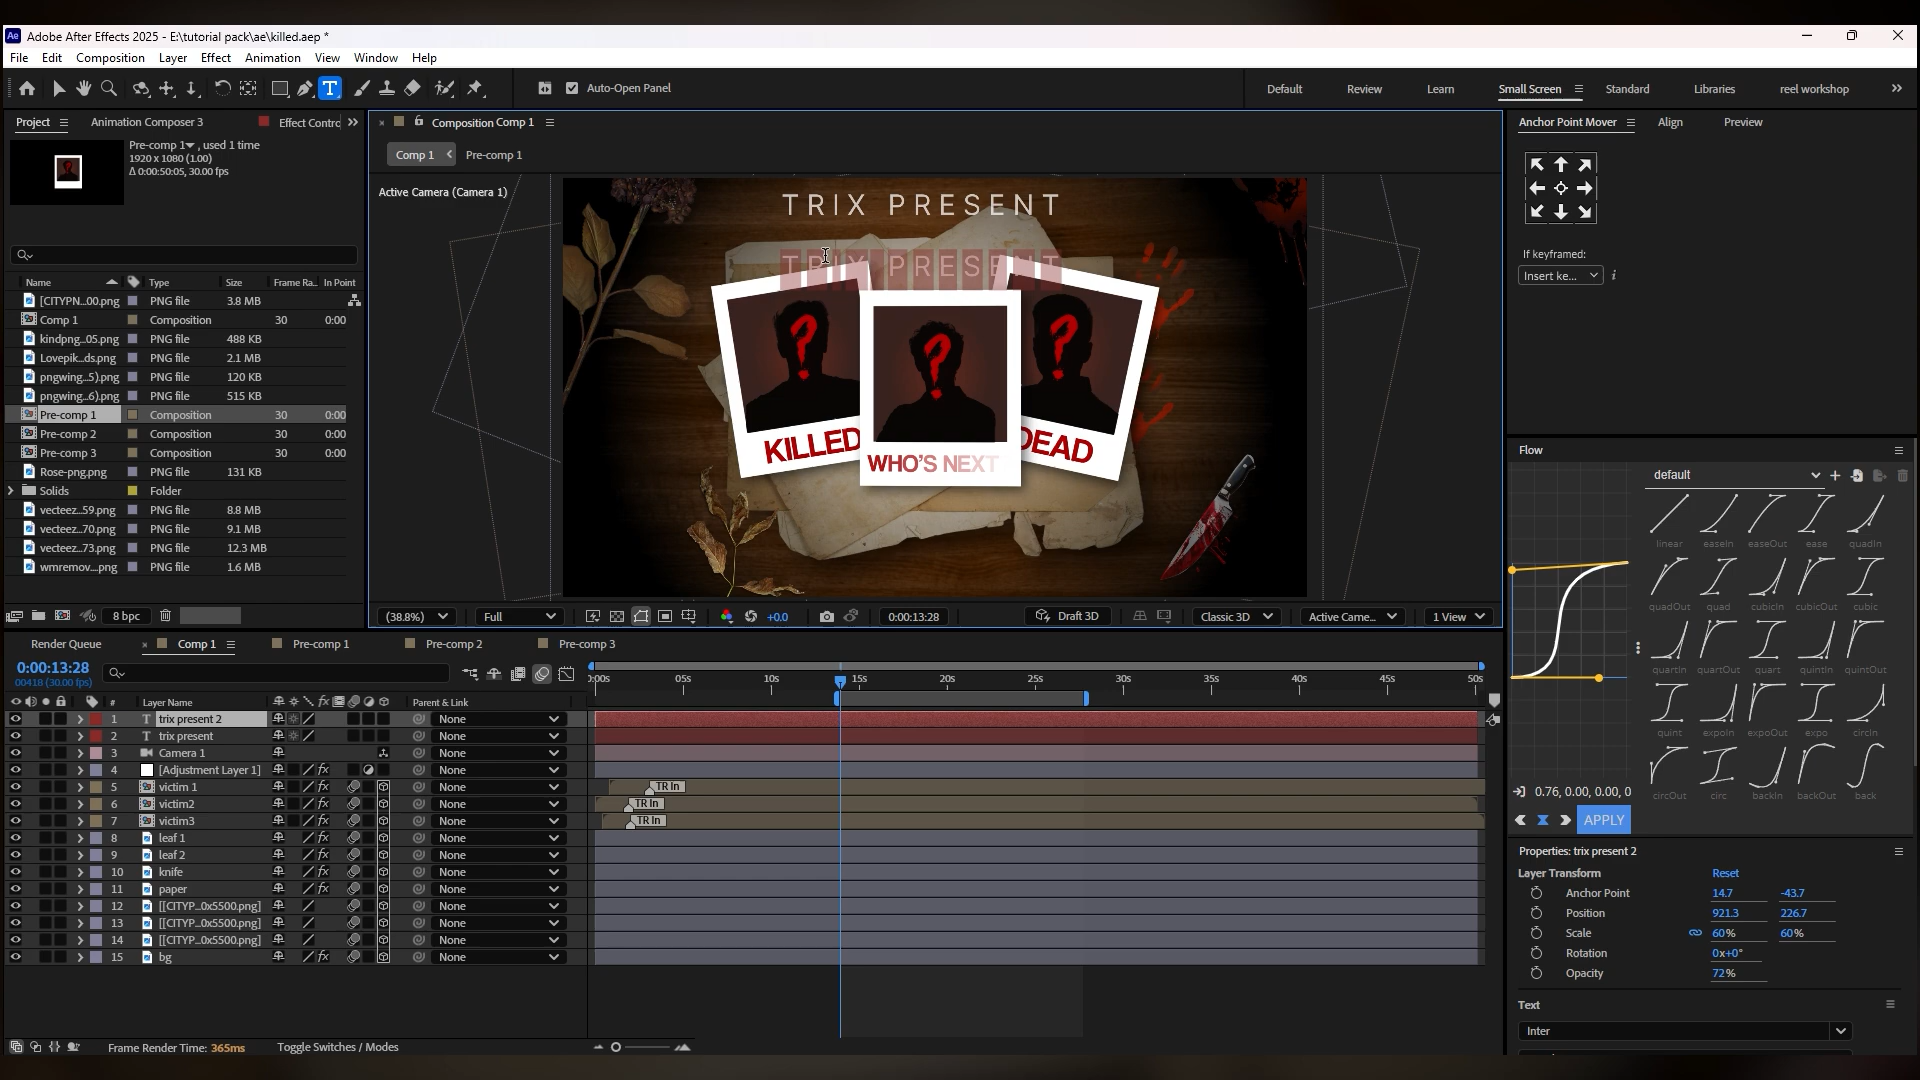 Ae Adobe After Effects 2025 - E:\tutorial pack\ae\killed.aep *
File Edit Composition Layer Effect Animation View Window Help
T Auto-Open Panel Default Review Learn Small Screen Standard Libraries reel workshop
Project Animation Composer 3 Effect Contro
Pre-comp 1 , used 1 time
1920 x 1080 (1.00)
Δ 0:00:50:05, 30.00 fps
Name Type Size Frame Ra... In Point
[CITYPN...00.png PNG file 3.8 MB
Comp 1 Composition 30 0:00
kindpng...05.png PNG file 488 KB
Lovepik...ds.png PNG file 2.1 MB
pngwing...5).png PNG file 120 KB
pngwing...6).png PNG file 515 KB
Pre-comp 1 Composition 30 0:00
Pre-comp 2 Composition 30 0:00
Pre-comp 3 Composition 30 0:00
Rose-png.png PNG file 131 KB
Solids Folder
vecteez...59.png PNG file 8.8 MB
vecteez...70.png PNG file 9.1 MB
vecteez...73.png PNG file 12.3 MB
wmremov....png PNG file 1.6 MB
8 bpc
Composition Comp 1
Comp 1 Pre-comp 1
Active Camera (Camera 1)
TRIX PRESENT
TRIX PRESENT
KILLED
WHO'S NEXT
DEAD
(38.8%) Full +0.0 0:00:13:28 Draft 3D Classic 3D Active Came... 1 View
Anchor Point Mover Align Preview
If keyframed:
Insert ke... i
Flow
default
linear easeIn easeOut ease quadIn
quadOut quad cubicIn cubicOut cubic
quartIn quartOut quart quintIn quintOut
quint expoIn expoOut expo circIn
circOut circ backIn backOut back
0.76, 0.00, 0.00, 0
APPLY
Properties: trix present 2
Layer Transform Reset
Anchor Point 14.7 -43.7
Position 921.3 226.7
Scale 60% 60%
Rotation 0x+0°
Opacity 72%
Text
Inter
Render Queue Comp 1 Pre-comp 1 Pre-comp 2 Pre-comp 3
0:00:13:28
00418 (30.00 fps)
:00s 05s 10s 15s 20s 25s 30s 35s 40s 45s 50s
# Layer Name fx Parent & Link
1 T trix present 2 None
2 T trix present None
3 Camera 1 None
4 [Adjustment Layer 1] fx None
5 victim 1 fx None TR In
6 victim2 fx None TR In
7 victim3 fx None TR In
8 leaf 1 fx None
9 leaf 2 fx None
10 knife fx None
11 paper fx None
12 [[CITYP...0x5500.png] None
13 [[CITYP...0x5500.png] None
14 [[CITYP...0x5500.png] None
15 bg fx None
Frame Render Time: 365ms Toggle Switches / Modes